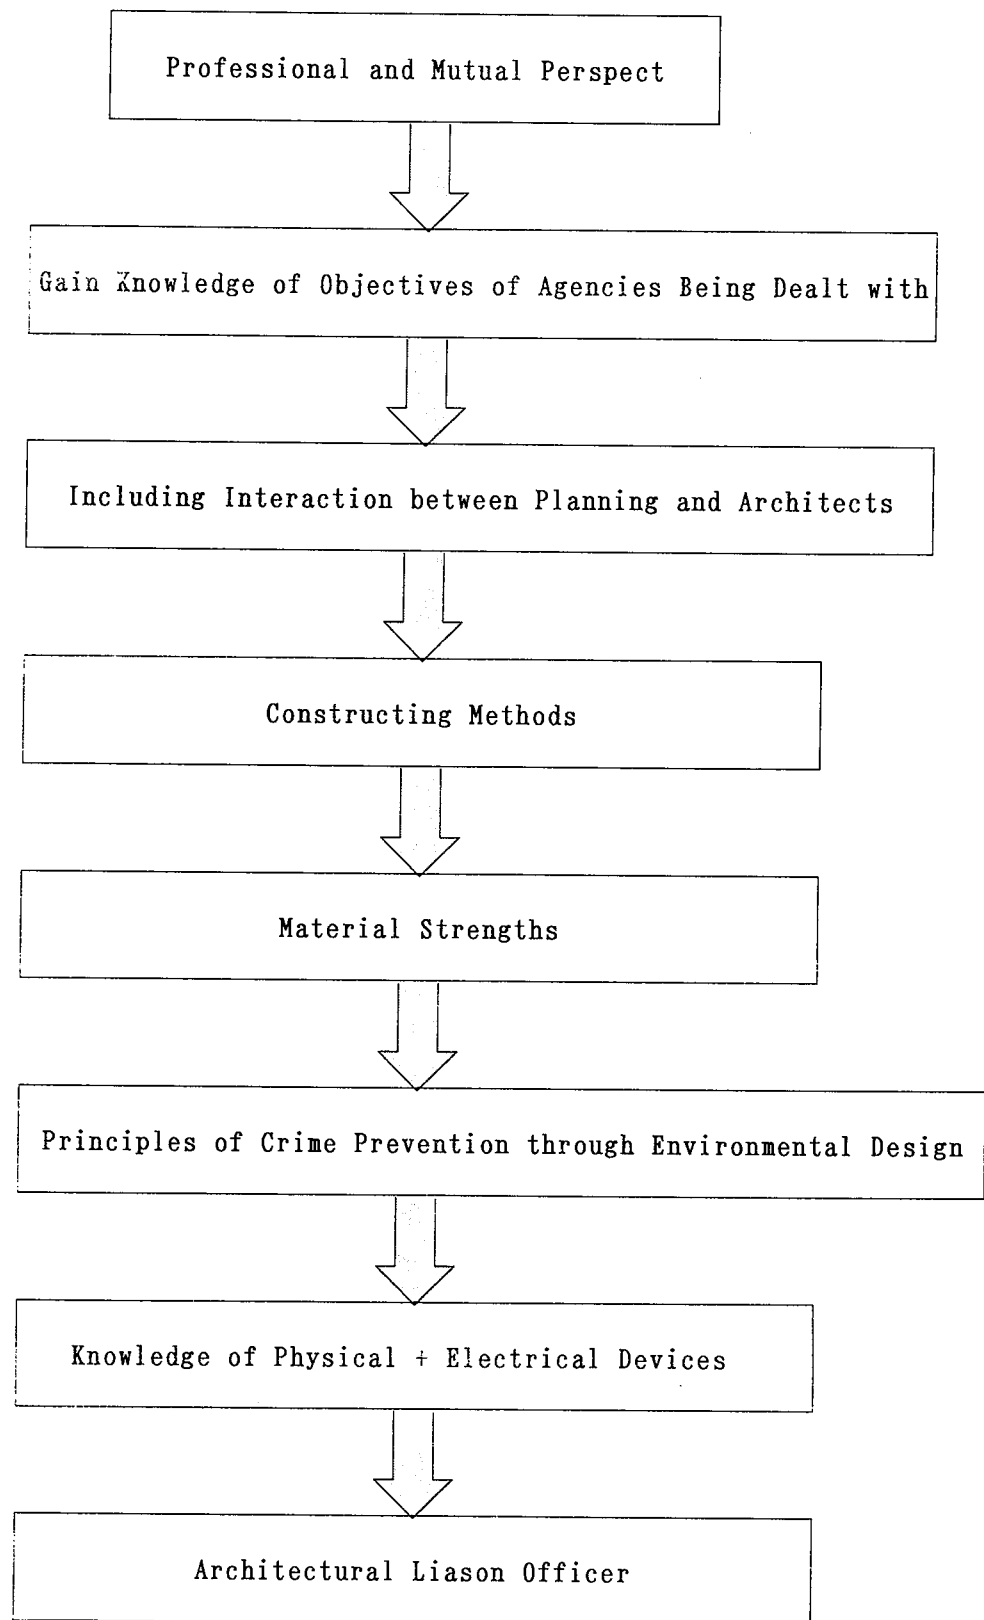 Professional and Mutual Perspect
Gain Knowledge of Objectives of Agencies Being Dealt with
Including Interaction between Planning and Architects
Constructing Methods
Material Strengths
Principles of Crime Prevention through Environmental Design
Knowledge of Physical + Electrical Devices
Architectural Liason Officer